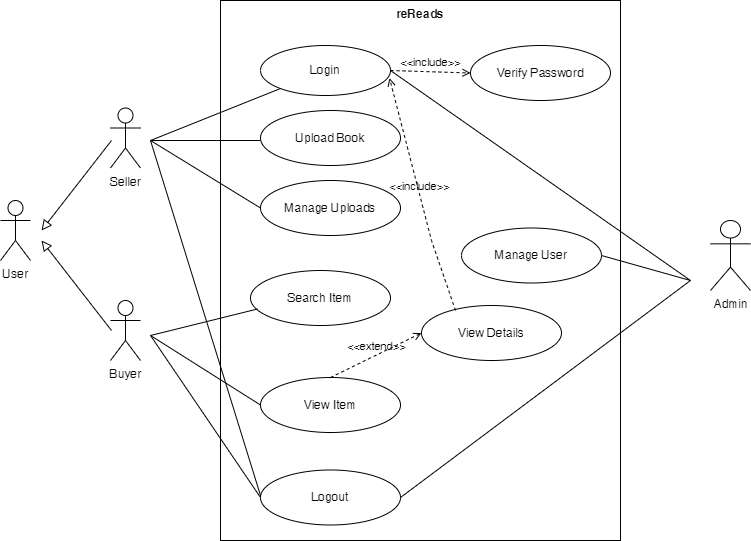 reReads
Login
<<include>>
Verify Password
Upload Book
Seller
<<include>>
Manage Uploads
User
Manage User
Search Item
Admin
View Details
<<extend>>
Buyer
View Item
Logout